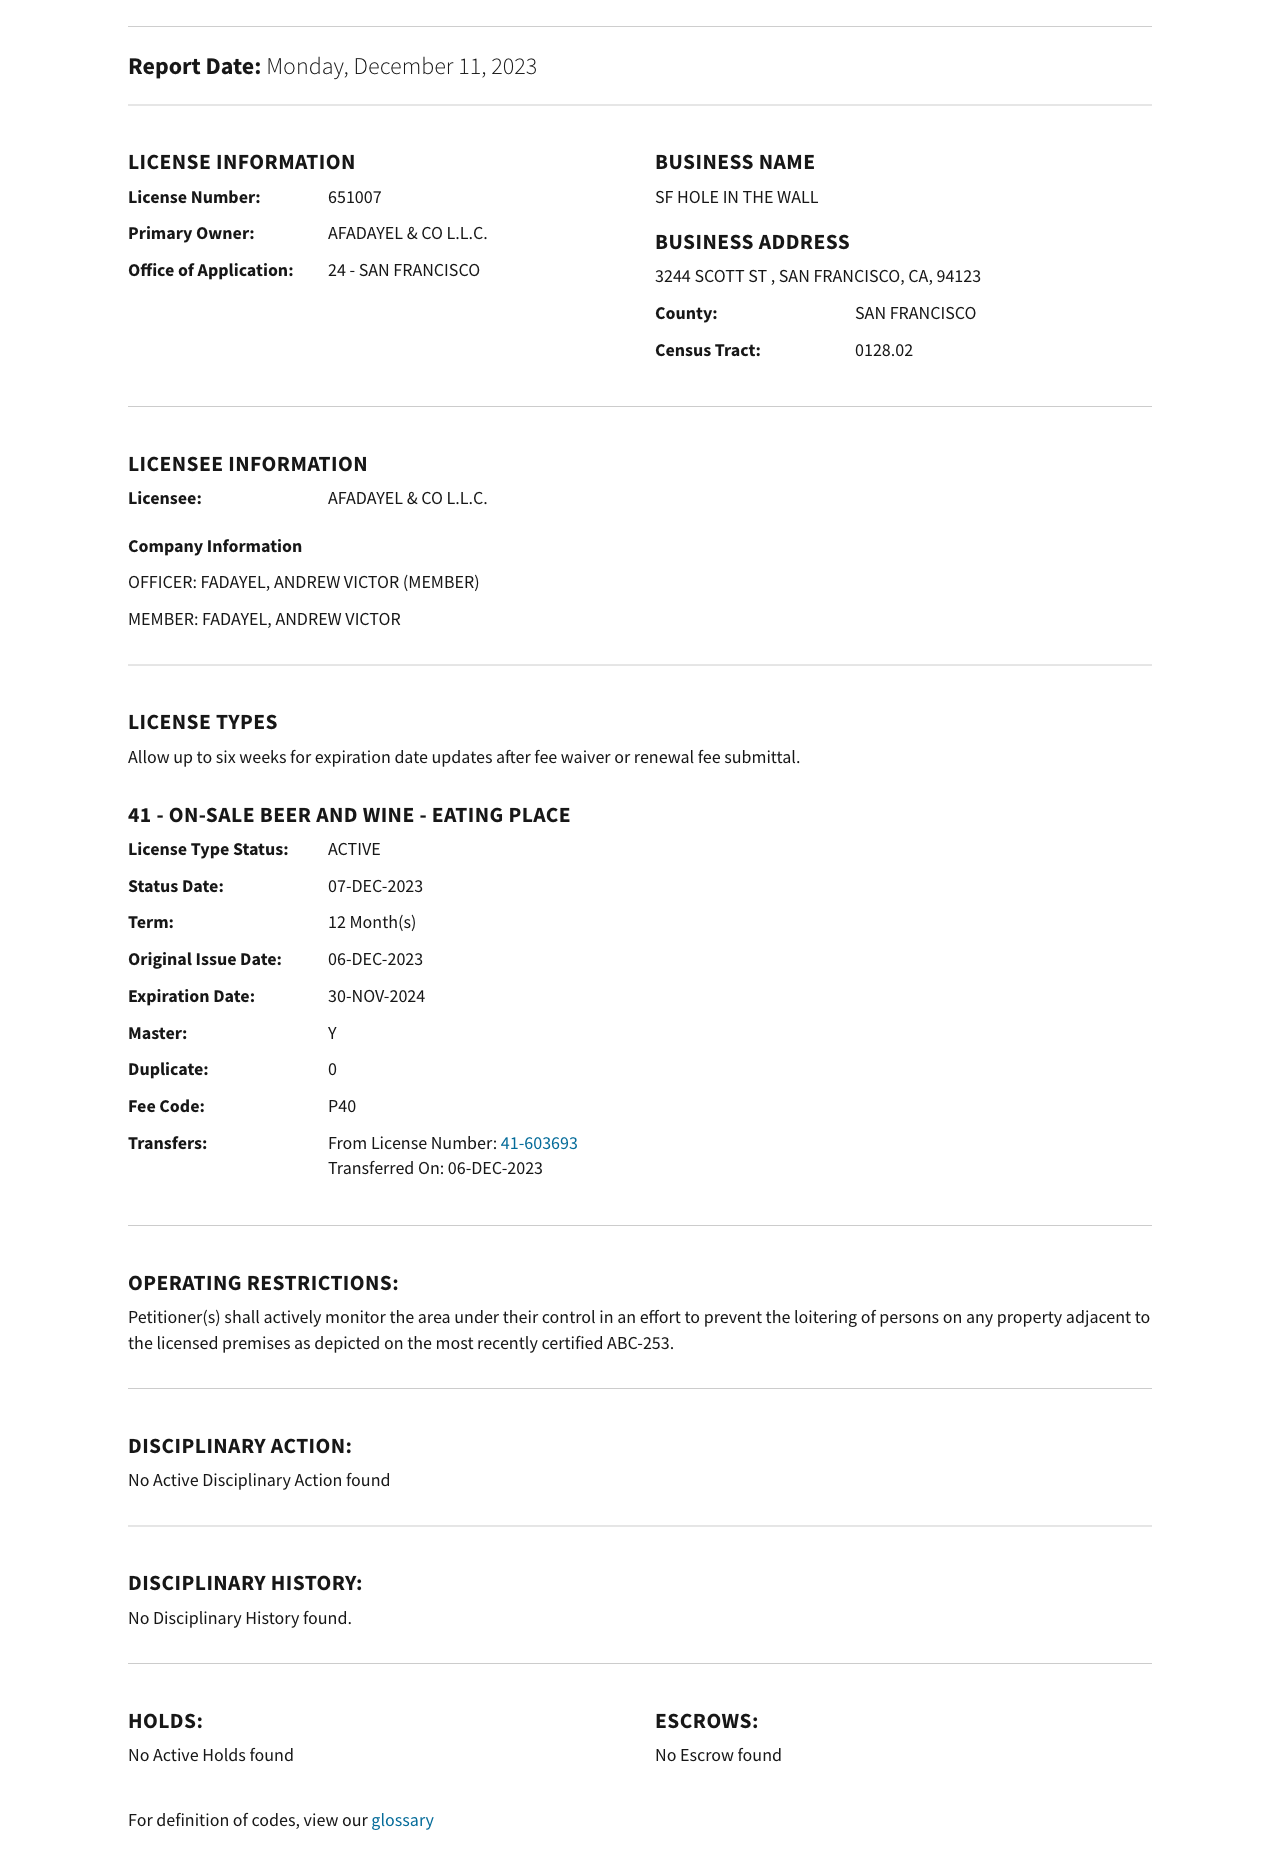 Report Date: Monday, December 11, 2023
LICENSE INFORMATION
License Number: 651007
Primary Owner: AFADAYEL & CO L.L.C.
Office of Application: 24 - SAN FRANCISCO
BUSINESS NAME
SF HOLE IN THE WALL
BUSINESS ADDRESS
3244 SCOTT ST , SAN FRANCISCO, CA, 94123
County: SAN FRANCISCO
Census Tract: 0128.02
LICENSEE INFORMATION
Licensee: AFADAYEL & CO L.L.C.
Company Information
OFFICER: FADAYEL, ANDREW VICTOR (MEMBER)
MEMBER: FADAYEL, ANDREW VICTOR
LICENSE TYPES
Allow up to six weeks for expiration date updates after fee waiver or renewal fee submittal.
41 - ON-SALE BEER AND WINE - EATING PLACE
License Type Status: ACTIVE
Status Date: 07-DEC-2023
Term: 12 Month(s)
Original Issue Date: 06-DEC-2023
Expiration Date: 30-NOV-2024
Master: Y
Duplicate: 0
Fee Code: P40
Transfers: From License Number: 41-603693
Transferred On: 06-DEC-2023
OPERATING RESTRICTIONS:
Petitioner(s) shall actively monitor the area under their control in an effort to prevent the loitering of persons on any property adjacent to
the licensed premises as depicted on the most recently certified ABC-253.
DISCIPLINARY ACTION:
No Active Disciplinary Action found
DISCIPLINARY HISTORY:
No Disciplinary History found.
HOLDS:
No Active Holds found
ESCROWS:
No Escrow found
For definition of codes, view our glossary